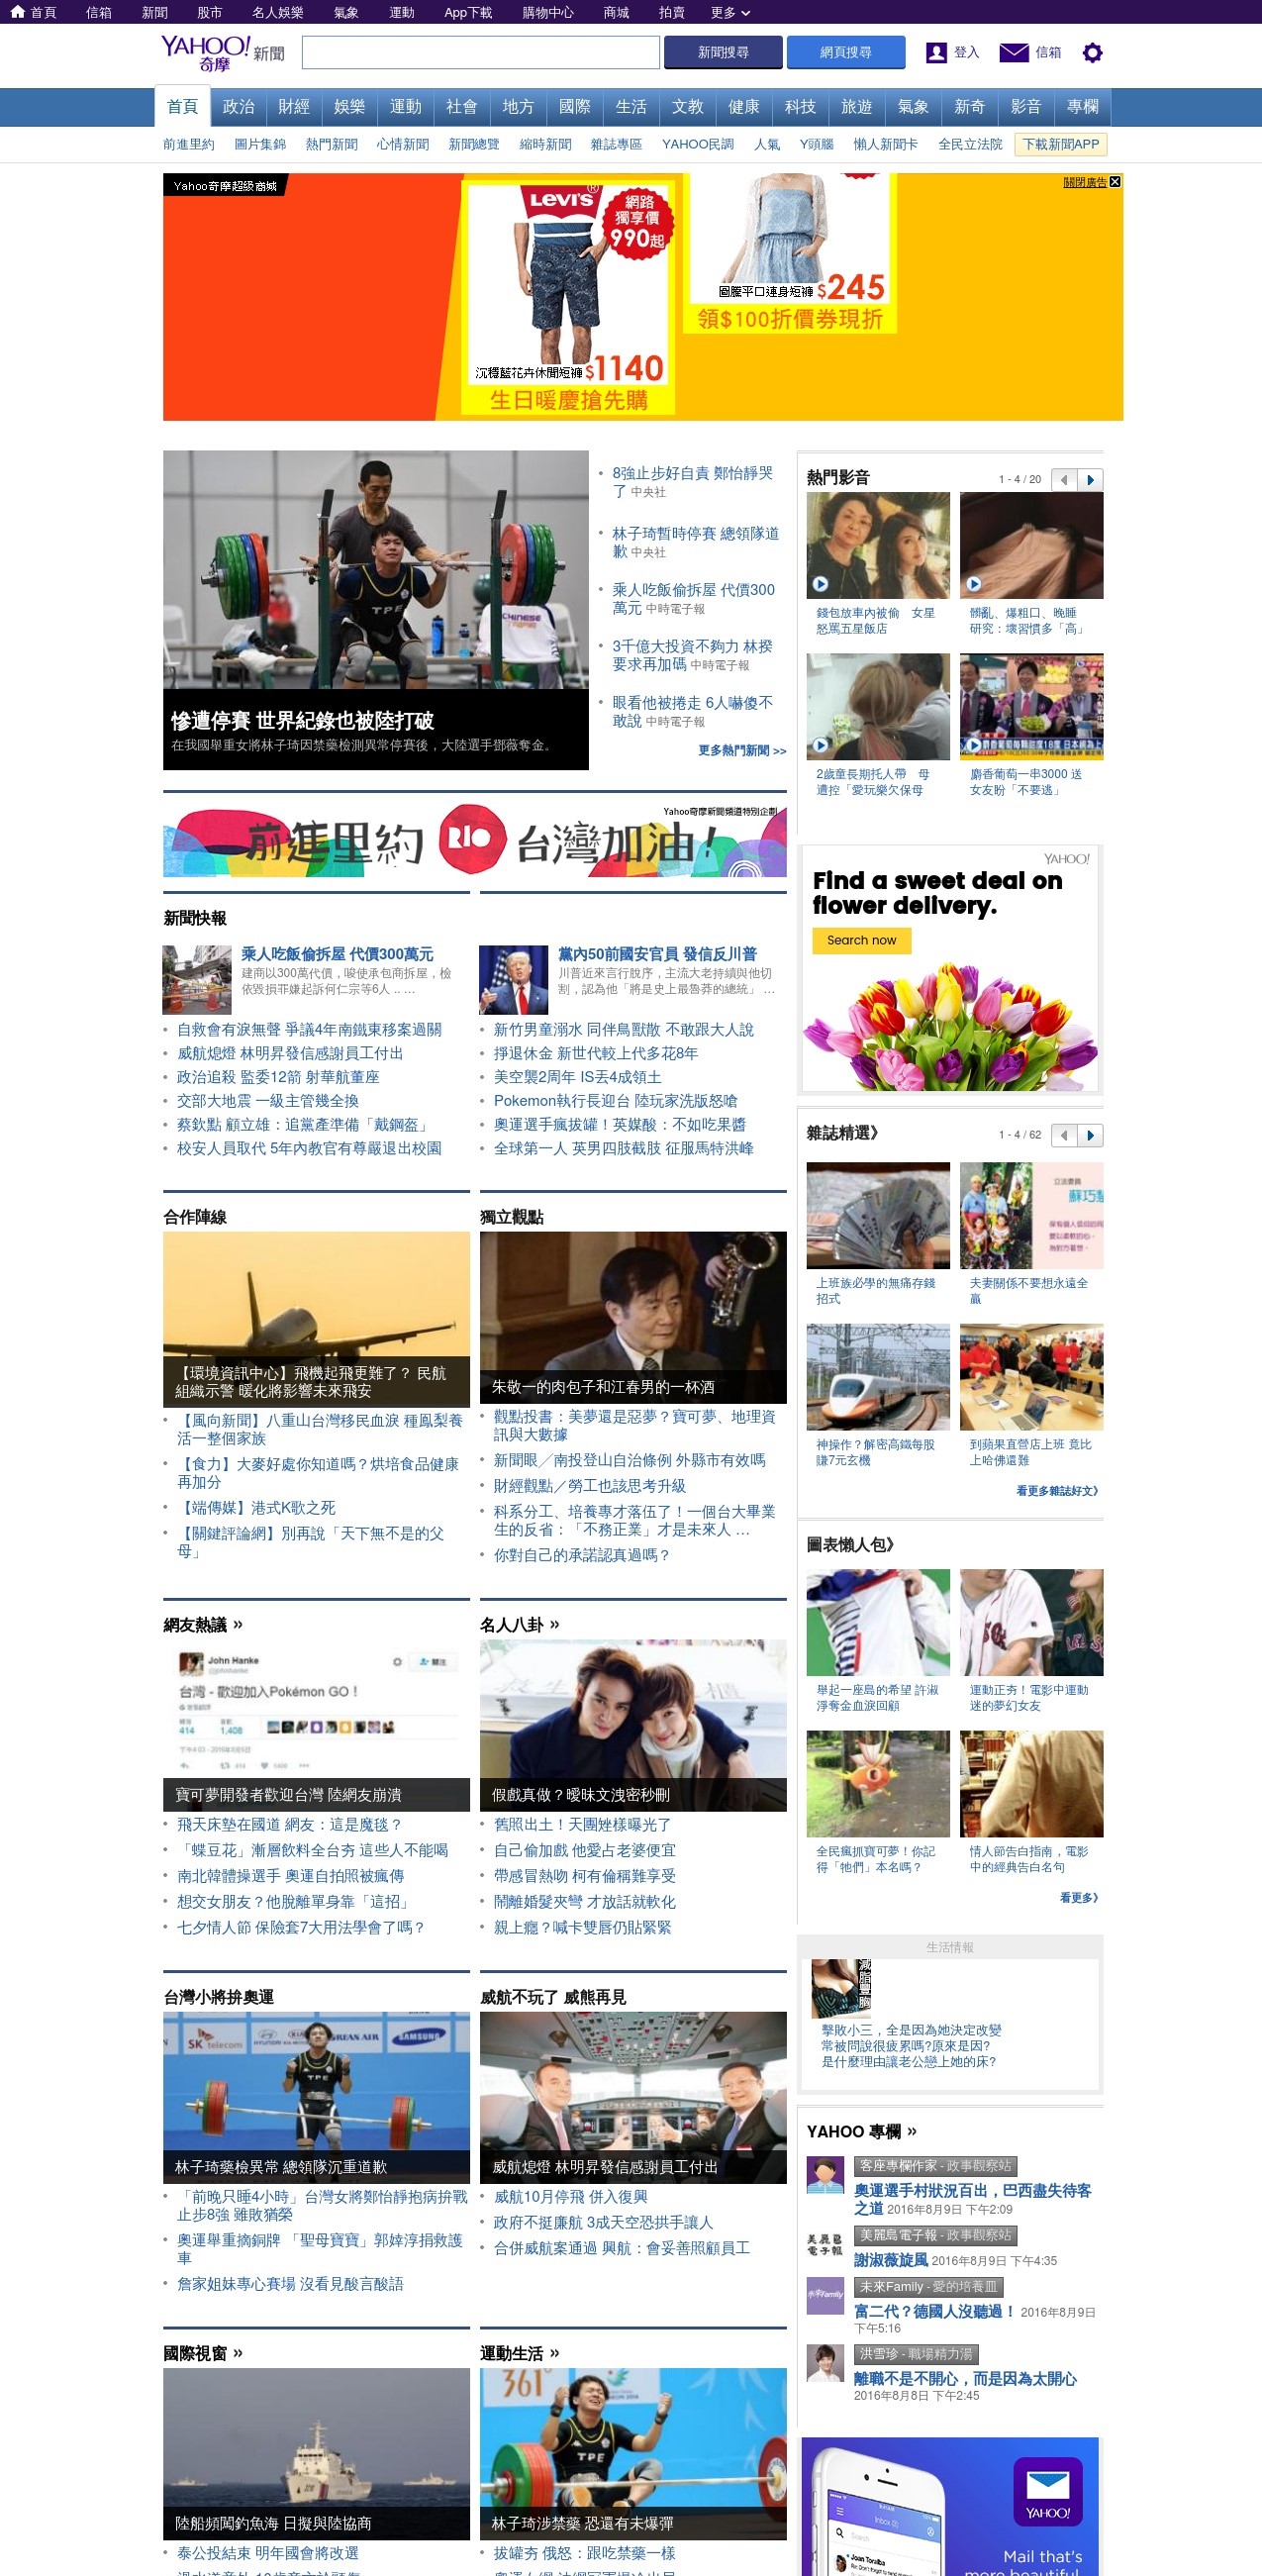 首頁 信箱 新聞 股市 名人娛樂 氣象 運動 App下載 購物中心 商城 拍賣 更多
YAHOO! 奇摩 新聞 新聞搜尋 網頁搜尋 登入 信箱
首頁 政治 財經 娛樂 運動 社會 地方 國際 生活 文教 健康 科技 旅遊 氣象 新奇 影音 專欄
前進里約 圖片集錦 熱門新聞 心情新聞 新聞總覽 縮時新聞 雜誌專區 YAHOO民調 人氣 Y頭腦 懶人新聞卡 全民立法院 下載新聞APP
Yahoo奇摩超級商城
關閉廣告
Levi's®
網路
獨享價
990起
沉穩藍花卉休閒短褲 $1140
生日暖慶搶先購
圈圈平口連身短褲 $245
領$100折價券現折
TPE
慘遭停賽 世界紀錄也被陸打破
在我國舉重女將林子琦因禁藥檢測異常停賽後，大陸選手鄧薇奪金。
8強止步好自責 鄭怡靜哭
了 中央社
林子琦暫時停賽 總領隊道
歉 中央社
乘人吃飯偷拆屋 代價300
萬元 中時電子報
3千億大投資不夠力 林揆
要求再加碼 中時電子報
眼看他被捲走 6人嚇傻不
敢說 中時電子報
更多熱門新聞 >>
Yahoo奇摩新聞頻道特別企劃
前進里約 RIO 台灣加油！
新聞快報
乘人吃飯偷拆屋 代價300萬元
建商以300萬代價，唆使承包商拆屋，檢
依毀損罪嫌起訴何仁宗等6人 .. ...
自救會有淚無聲 爭議4年南鐵東移案過關
威航熄燈 林明昇發信感謝員工付出
政治追殺 監委12箭 射華航董座
交部大地震 一級主管幾全換
蔡欽點 顧立雄：追黨產準備「戴鋼盔」
校安人員取代 5年內教官有尊嚴退出校園
黨內50前國安官員 發信反川普
川普近來言行脫序，主流大老持續與他切
割，認為他「將是史上最魯莽的總統」 ...
新竹男童溺水 同伴鳥獸散 不敢跟大人說
掙退休金 新世代較上代多花8年
美空襲2周年 IS丟4成領土
Pokemon執行長迎台 陸玩家洗版怒嗆
奧運選手瘋拔罐！英媒酸：不如吃果醬
全球第一人 英男四肢截肢 征服馬特洪峰
合作陣線
【環境資訊中心】飛機起飛更難了？ 民航
組織示警 暖化將影響未來飛安
【風向新聞】八重山台灣移民血淚 種鳳梨養
活一整個家族
【食力】大麥好處你知道嗎？烘培食品健康
再加分
【端傳媒】港式K歌之死
【關鍵評論網】別再說「天下無不是的父
母」
獨立觀點
朱敬一的肉包子和江春男的一杯酒
觀點投書：美夢還是惡夢？寶可夢、地理資
訊與大數據
新聞眼╱南投登山自治條例 外縣市有效嗎
財經觀點／勞工也該思考升級
科系分工、培養專才落伍了！一個台大畢業
生的反省：「不務正業」才是未來人 ...
你對自己的承諾認真過嗎？
網友熱議 »
John Hanke
@johnhanke
關注
台灣 - 歡迎加入Pokémon GO！
414 1,408
寶可夢開發者歡迎台灣 陸網友崩潰
飛天床墊在國道 網友：這是魔毯？
「蝶豆花」漸層飲料全台夯 這些人不能喝
南北韓體操選手 奧運自拍照被瘋傳
想交女朋友？他脫離單身靠「這招」
七夕情人節 保險套7大用法學會了嗎？
名人八卦 »
假戲真做？曖昧文洩密秒刪
舊照出土！天團娃樣曝光了
自己偷加戲 他愛占老婆便宜
帶感冒熱吻 柯有倫稱難享受
鬧離婚髮夾彎 才放話就軟化
親上癮？喊卡雙唇仍貼緊緊
台灣小將拚奧運
SK telecom HYUNDAI KOREAN AIR SAMSUNG
TPE
林子琦藥檢異常 總領隊沉重道歉
「前晚只睡4小時」台灣女將鄭怡靜抱病拚戰
止步8強 雖敗猶榮
奧運舉重摘銅牌 「聖母寶寶」郭婞淳捐救護
車
詹家姐妹專心賽場 沒看見酸言酸語
威航不玩了 威熊再見
威航熄燈 林明昇發信感謝員工付出
威航10月停飛 併入復興
政府不挺廉航 3成天空恐拱手讓人
合併威航案通過 興航：會妥善照顧員工
國際視窗 »
陸船頻闖釣魚海 日擬與陸協商
泰公投結束 明年國會將改選
運動生活 »
361°
TPE
林子琦涉禁藥 恐還有未爆彈
拔罐夯 俄怒：跟吃禁藥一樣
熱門影音 1 - 4 / 20
錢包放車內被偷　女星
怒罵五星飯店
髒亂、爆粗口、晚睡
研究：壞習慣多「高」
2歲童長期托人帶　母
遭控「愛玩樂欠保母
麝香葡萄一串3000 送
女友盼「不要逃」
YAHOO!
Find a sweet deal on
flower delivery.
Search now
雜誌精選》 1 - 4 / 62
立法委員
上班族必學的無痛存錢
招式
夫妻關係不要想永遠全
贏
神操作？解密高鐵每股
賺7元玄機
到蘋果直營店上班 竟比
上哈佛還難
看更多雜誌好文》
圖表懶人包》
舉起一座島的希望 許淑
淨奪金血淚回顧
運動正夯！電影中運動
迷的夢幻女友
全民瘋抓寶可夢！你記
得「牠們」本名嗎？
情人節告白指南，電影
中的經典告白名句
看更多》
生活情報
減脂豐胸
擊敗小三，全是因為她決定改變
常被問說很疲累嗎?原來是因?
是什麼理由讓老公戀上她的床?
YAHOO 專欄 »
客座專欄作家 - 政事觀察站
奧運選手村狀況百出，巴西盡失待客
之道 2016年8月9日 下午2:09
美麗島電子報 - 政事觀察站
謝淑薇旋風 2016年8月9日 下午4:35
未來Family - 愛的培養皿
富二代？德國人沒聽過！ 2016年8月9日
下午5:16
洪雪珍 - 職場精力湯
離職不是不開心，而是因為太開心
2016年8月8日 下午2:45
YAHOO!
Inbox
Search
Joan Toralba
Mail that's
more beautiful